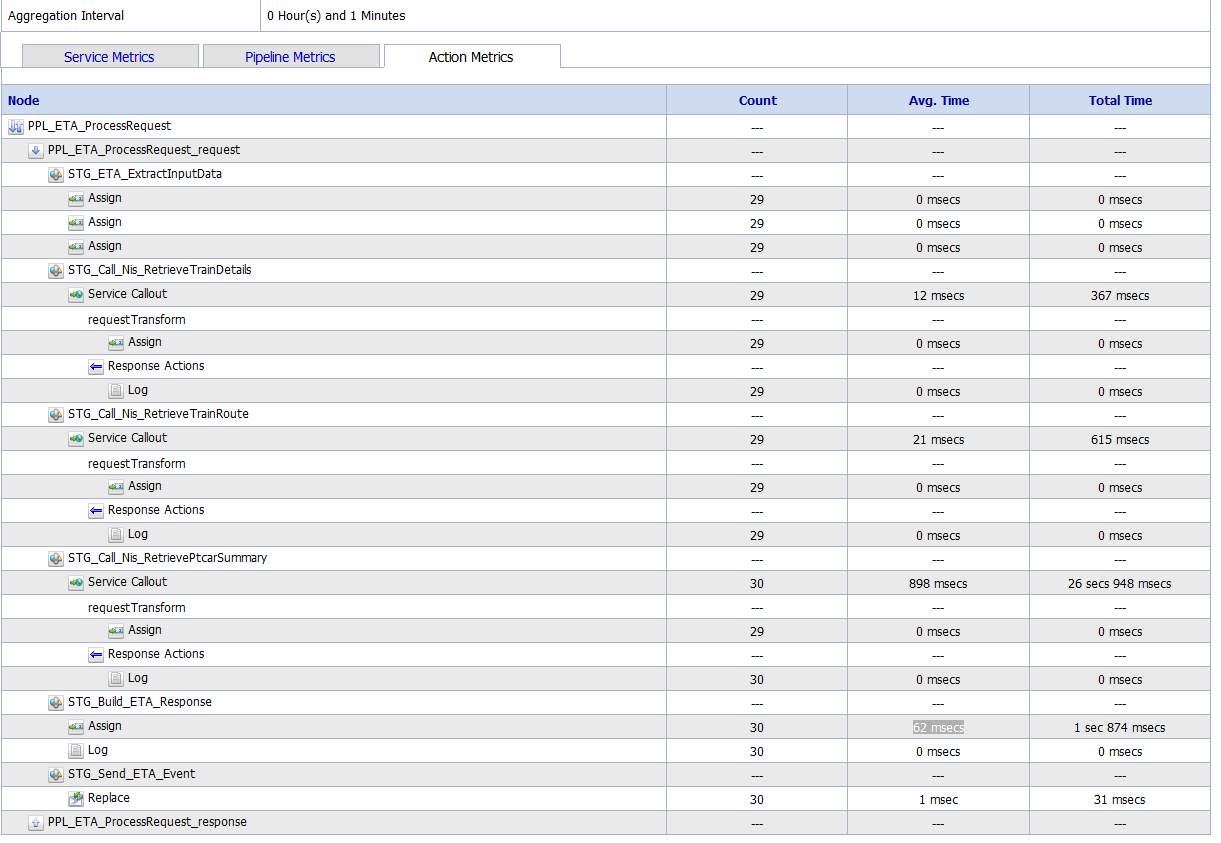 Aggregation Interval 0 Hour(s) and 1 Minutes
Service Metrics Pipeline Metrics Action Metrics
Node Count Avg. Time Total Time
PPL_ETA_ProcessRequest --- --- ---
PPL_ETA_ProcessRequest_request --- --- ---
STG_ETA_ExtractInputData --- --- ---
Assign 29 0 msecs 0 msecs
Assign 29 0 msecs 0 msecs
Assign 29 0 msecs 0 msecs
STG_Call_Nis_RetrieveTrainDetails --- --- ---
Service Callout 29 12 msecs 367 msecs
requestTransform --- --- ---
Assign 29 0 msecs 0 msecs
Response Actions --- --- ---
Log 29 0 msecs 0 msecs
STG_Call_Nis_RetrieveTrainRoute --- --- ---
Service Callout 29 21 msecs 615 msecs
requestTransform --- --- ---
Assign 29 0 msecs 0 msecs
Response Actions --- --- ---
Log 29 0 msecs 0 msecs
STG_Call_Nis_RetrievePtcarSummary --- --- ---
Service Callout 30 898 msecs 26 secs 948 msecs
requestTransform --- --- ---
Assign 29 0 msecs 0 msecs
Response Actions --- --- ---
Log 30 0 msecs 0 msecs
STG_Build_ETA_Response --- --- ---
Assign 30 62 msecs 1 sec 874 msecs
Log 30 0 msecs 0 msecs
STG_Send_ETA_Event --- --- ---
Replace 30 1 msec 31 msecs
PPL_ETA_ProcessRequest_response --- --- ---